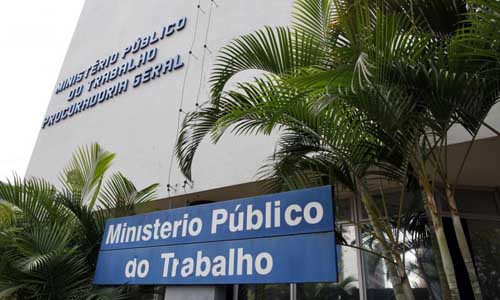 MINISTÉRIO PÚBLICO
DO TRABALHO
PROCURADORIA GERAL
Ministerio Público
do Trabalho